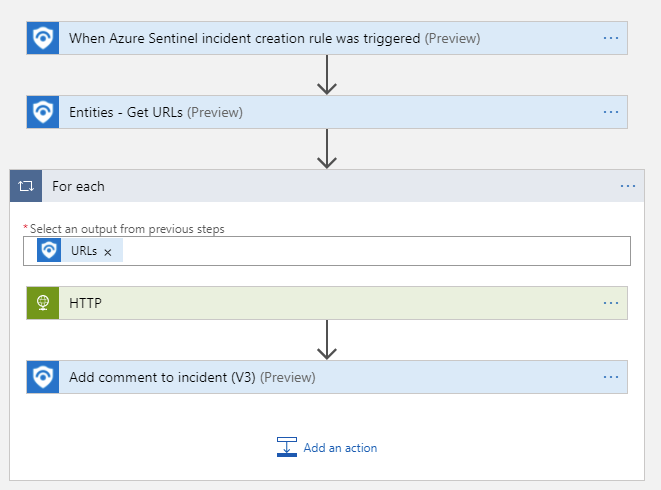 When Azure Sentinel incident creation rule was triggered (Preview)
Entities - Get URLs (Preview)
For each
* Select an output from previous steps
URLs ×
HTTP
Add comment to incident (V3) (Preview)
Add an action